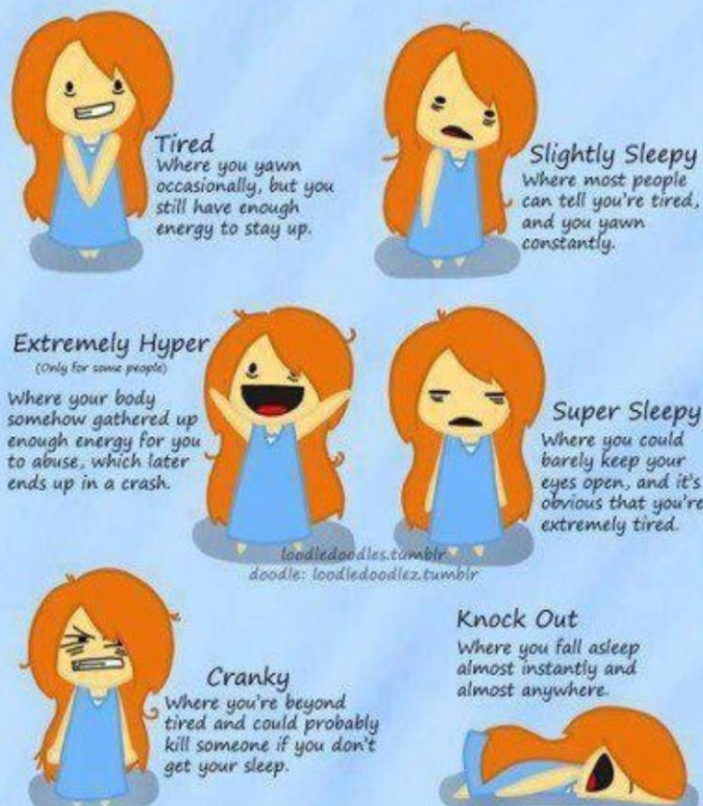 Tired
Where you yawn
occasionally, but you
still have enough
energy to stay up.
Slightly Sleepy
Where most people
can tell you're tired,
and you yawn
constantly.
Extremely Hyper
(Only for some people)
Where your body
somehow gathered up
enough energy for you
to abuse, which later
ends up in a crash.
Super Sleepy
Where you could
barely keep your
eyes open, and it's
obvious that you're
extremely tired.
loodledoodles.tumblr
doodle: loodledoodlez.tumblr
Cranky
Where you're beyond
tired and could probably
kill someone if you don't
get your sleep.
Knock Out
Where you fall asleep
almost instantly and
almost anywhere.